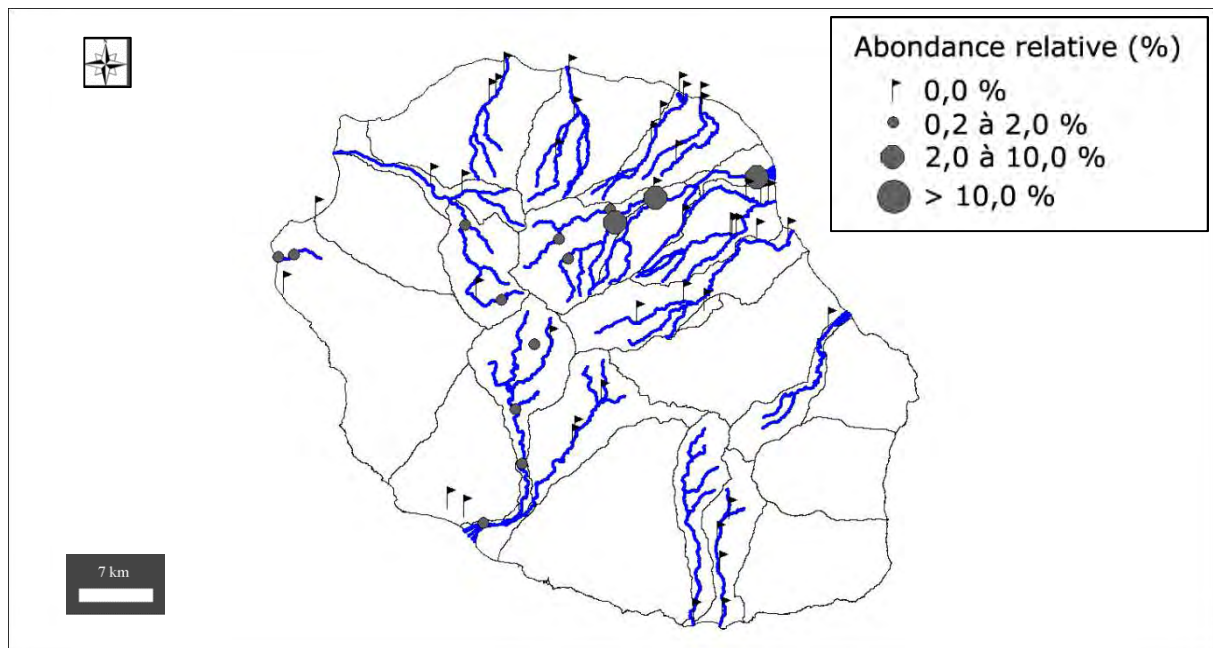 Abondance relative (%)
0,0 %
0,2 à 2,0 %
2,0 à 10,0 %
> 10,0 %
7 km